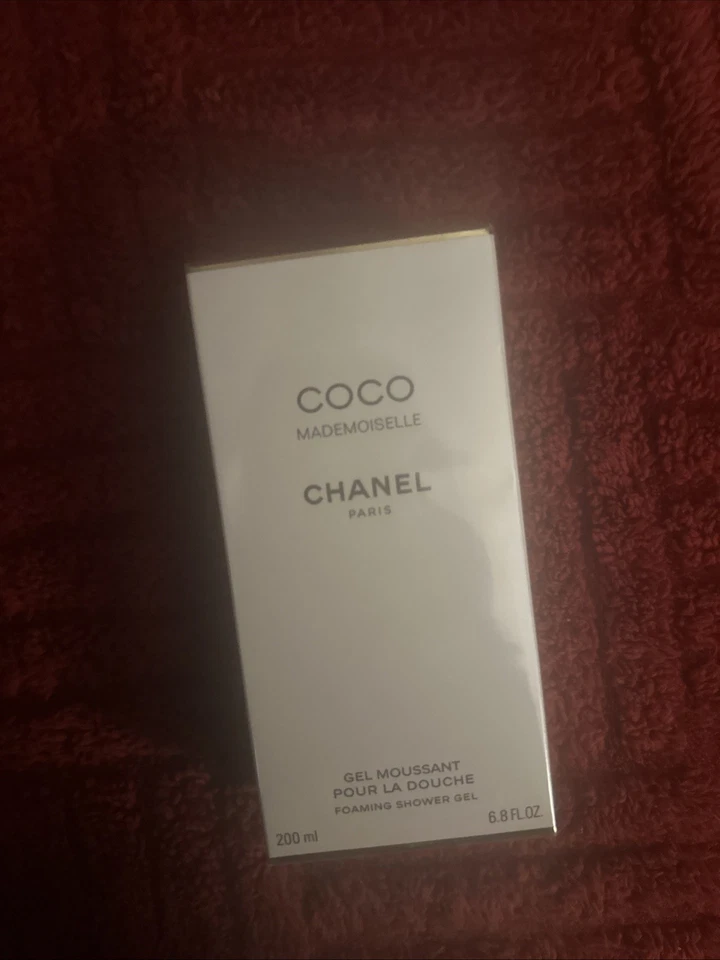 COCO
MADEMOISELLE
CHANEL
PARIS
GEL MOUSSANT
POUR LA DOUCHE
FOAMING SHOWER GEL
200 ml
6.8 FL.OZ.